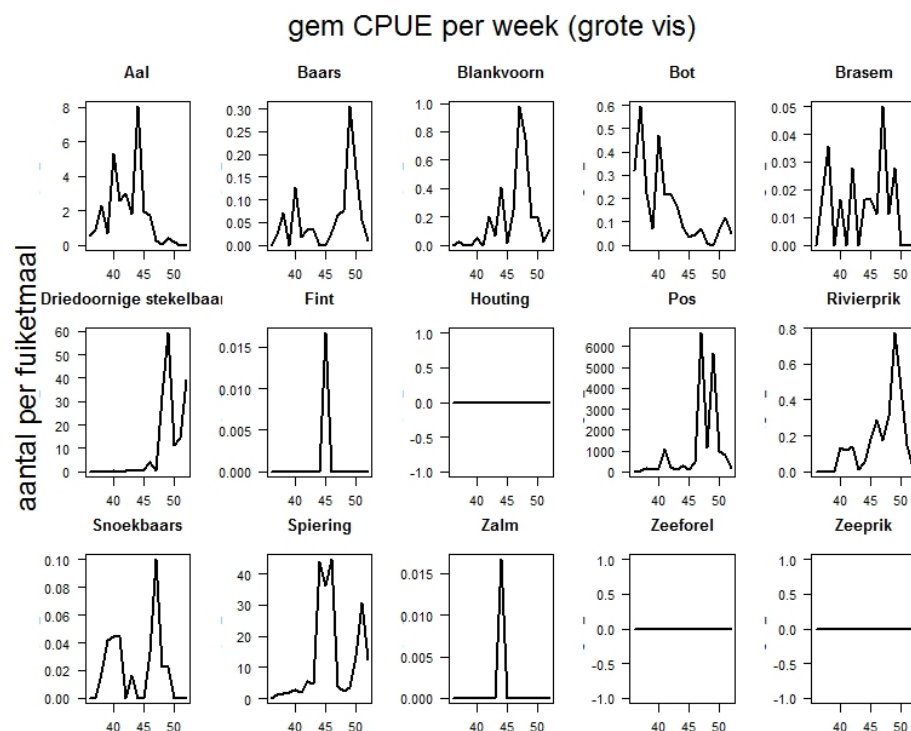 gem CPUE per week (grote vis)
aantal per fuiketmaal
Aal
8
6
4
2
0
40 45 50
Baars
0.30
0.25
0.20
0.15
0.10
0.05
0.00
40 45 50
Blankvoorn
1.0
0.8
0.6
0.4
0.2
0.0
40 45 50
Bot
0.6
0.5
0.4
0.3
0.2
0.1
0.0
40 45 50
Brasem
0.05
0.04
0.03
0.02
0.01
0.00
40 45 50
Driedoornige stekelbaar
60
50
40
30
20
10
0
40 45 50
Fint
0.015
0.010
0.005
0.000
40 45 50
Houting
1.0
0.5
0.0
-0.5
-1.0
40 45 50
Pos
6000
5000
4000
3000
2000
1000
0
40 45 50
Rivierprik
0.8
0.6
0.4
0.2
0.0
40 45 50
Snoekbaars
0.10
0.08
0.06
0.04
0.02
0.00
40 45 50
Spiering
40
30
20
10
0
40 45 50
Zalm
0.015
0.010
0.005
0.000
40 45 50
Zeeforel
1.0
0.5
0.0
-0.5
-1.0
40 45 50
Zeeprik
1.0
0.5
0.0
-0.5
-1.0
40 45 50